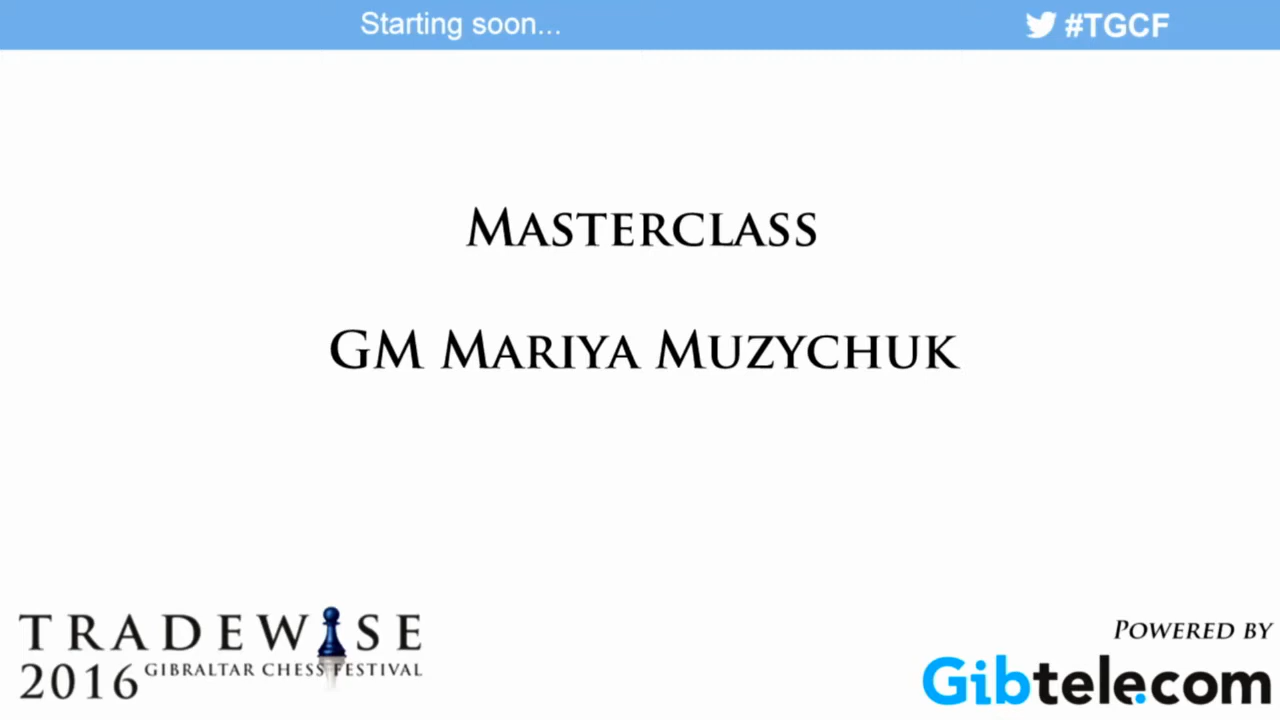 Starting soon...
#TGCF
MASTERCLASS
GM MARIYA MUZYCHUK
TRADEWISE
2016 GIBRALTAR CHESS FESTIVAL
POWERED BY
Gibtelecom